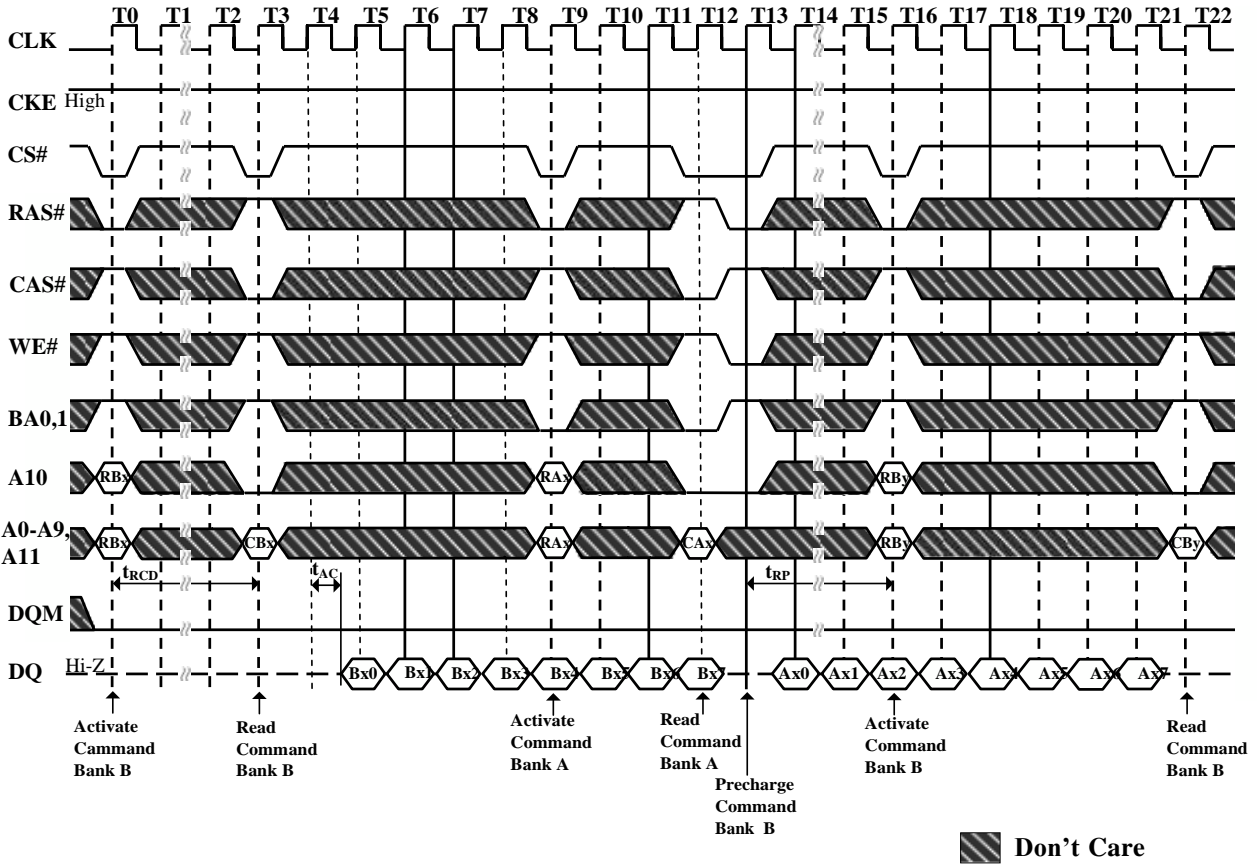 T0 T1 T2 T3 T4 T5 T6 T7 T8 T9 T10 T11 T12 T13 T14 T15 T16 T17 T18 T19 T20 T21 T22
CLK
CKE High
CS#
RAS#
CAS#
WE#
BA0,1
A10 RBx RAx RBy
A0-A9, A11 RBx CBx RAx CAx RBy CBy
tRCD tAC tRP
DQM
DQ Hi-Z Bx0 Bx1 Bx2 Bx3 Bx4 Bx5 Bx6 Bx7 Ax0 Ax1 Ax2 Ax3 Ax4 Ax5 Ax6 Ax7
Activate
Cammand
Bank B
Read
Command
Bank B
Activate
Command
Bank A
Read
Command
Bank A
Precharge
Command
Bank B
Activate
Command
Bank B
Read
Command
Bank B
Don't Care